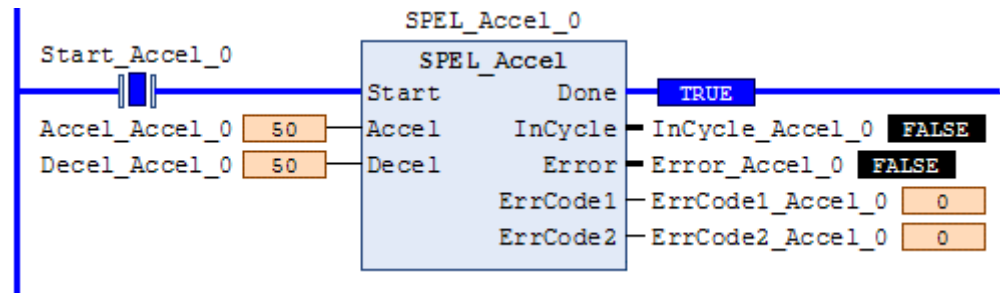 SPEL_Accel_0
Start_Accel_0 SPEL_Accel
Start Done TRUE
Accel_Accel_0 50 Accel InCycle InCycle_Accel_0 FALSE
Decel_Accel_0 50 Decel Error Error_Accel_0 FALSE
ErrCode1 ErrCode1_Accel_0 0
ErrCode2 ErrCode2_Accel_0 0